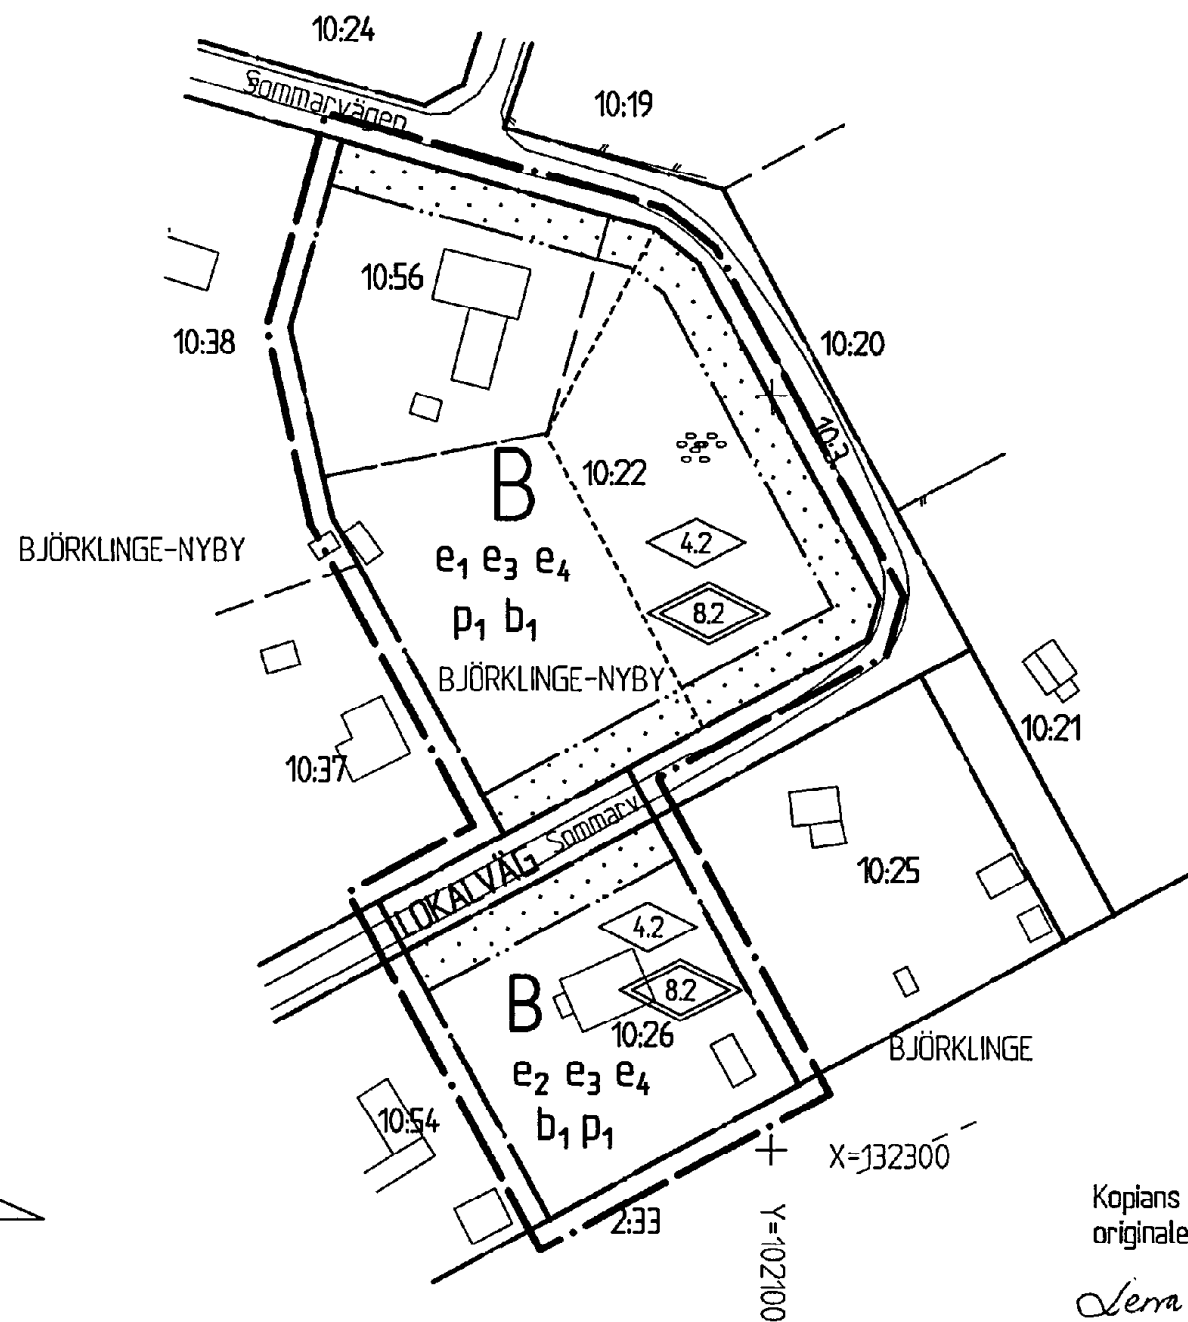 10:24
Sommarvägen
10:19
10:56
10:38
10:20
10:3
B
10:22
4.2
BJÖRKLINGE-NYBY
e₁ e₃ e₄
8.2
p₁ b₁
BJÖRKLINGE-NYBY
10:21
10:37
Sommarv
LOKALVÄG
10:25
4.2
B
8.2
10:26
BJÖRKLINGE
e₂ e₃ e₄
10:54
b₁ p₁
X=132300
2:33
Y=102100
Kopians
originale